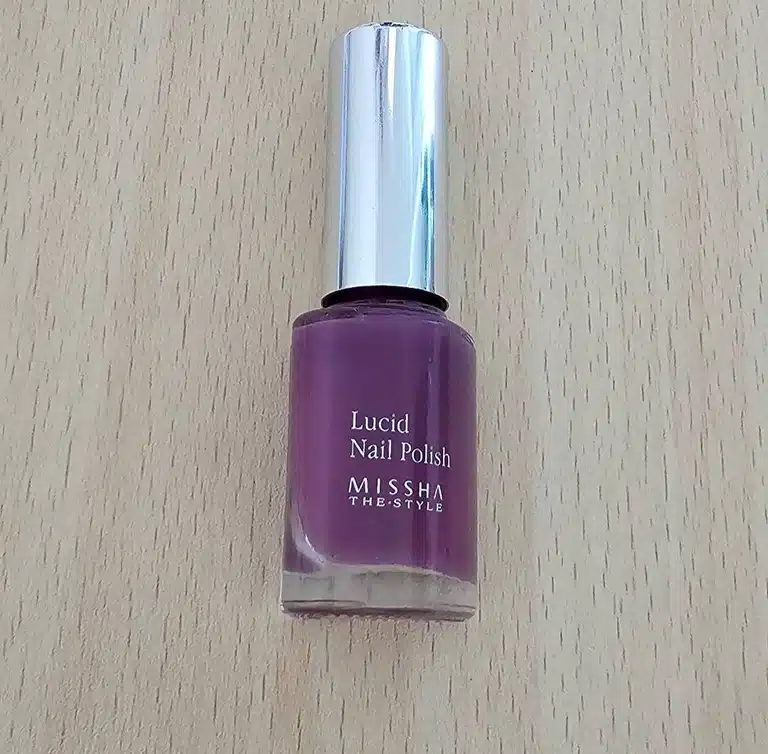 Lucid
Nail Polish
MISSHA
THE·STYLE